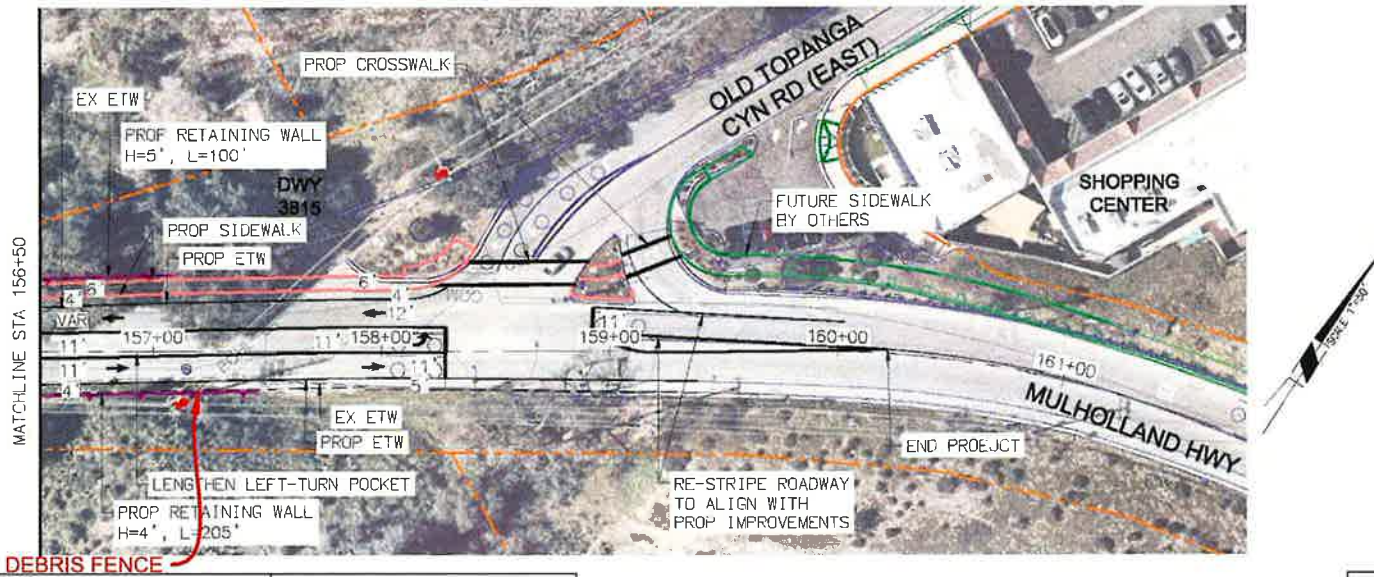 PROP CROSSWALK
OLD TOPANGA
CYN RD (EAST)
EX ETW
PROP RETAINING WALL
H=5', L=100'
DWY
3815
SHOPPING
CENTER
FUTURE SIDEWALK
BY OTHERS
PROP SIDEWALK
PROP ETW
MATCHLINE STA 156+50
SCALE 1"=50'
6'
6'
4'
4'
VAR
12'
11'
157+00
11'
158+00
11'
159+00
160+00
161+00
11'
11'
4'
5'
MULHOLLAND HWY
EX ETW
PROP ETW
END PROEJCT
LENGTHEN LEFT-TURN POCKET
RE-STRIPE ROADWAY
TO ALIGN WITH
PROP IMPROVEMENTS
PROP RETAINING WALL
H=4', L=205'
DEBRIS FENCE